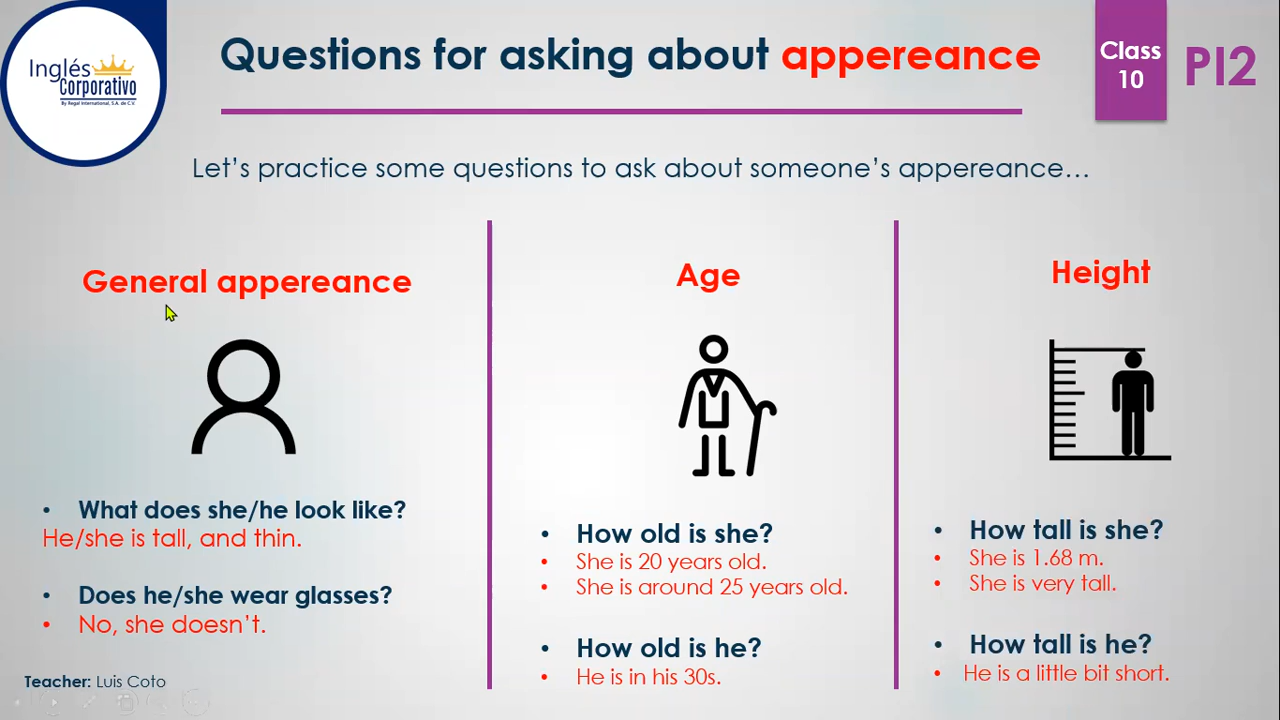 Inglés
Corporativo
By Regal International, S.A. de C.V.
Questions for asking about appereance
Class
10
PI2
Let's practice some questions to ask about someone's appereance...
General appereance
• What does she/he look like?
He/she is tall, and thin.
• Does he/she wear glasses?
• No, she doesn't.
Age
• How old is she?
• She is 20 years old.
• She is around 25 years old.
• How old is he?
• He is in his 30s.
Height
• How tall is she?
• She is 1.68 m.
• She is very tall.
• How tall is he?
• He is a little bit short.
Teacher: Luis Coto